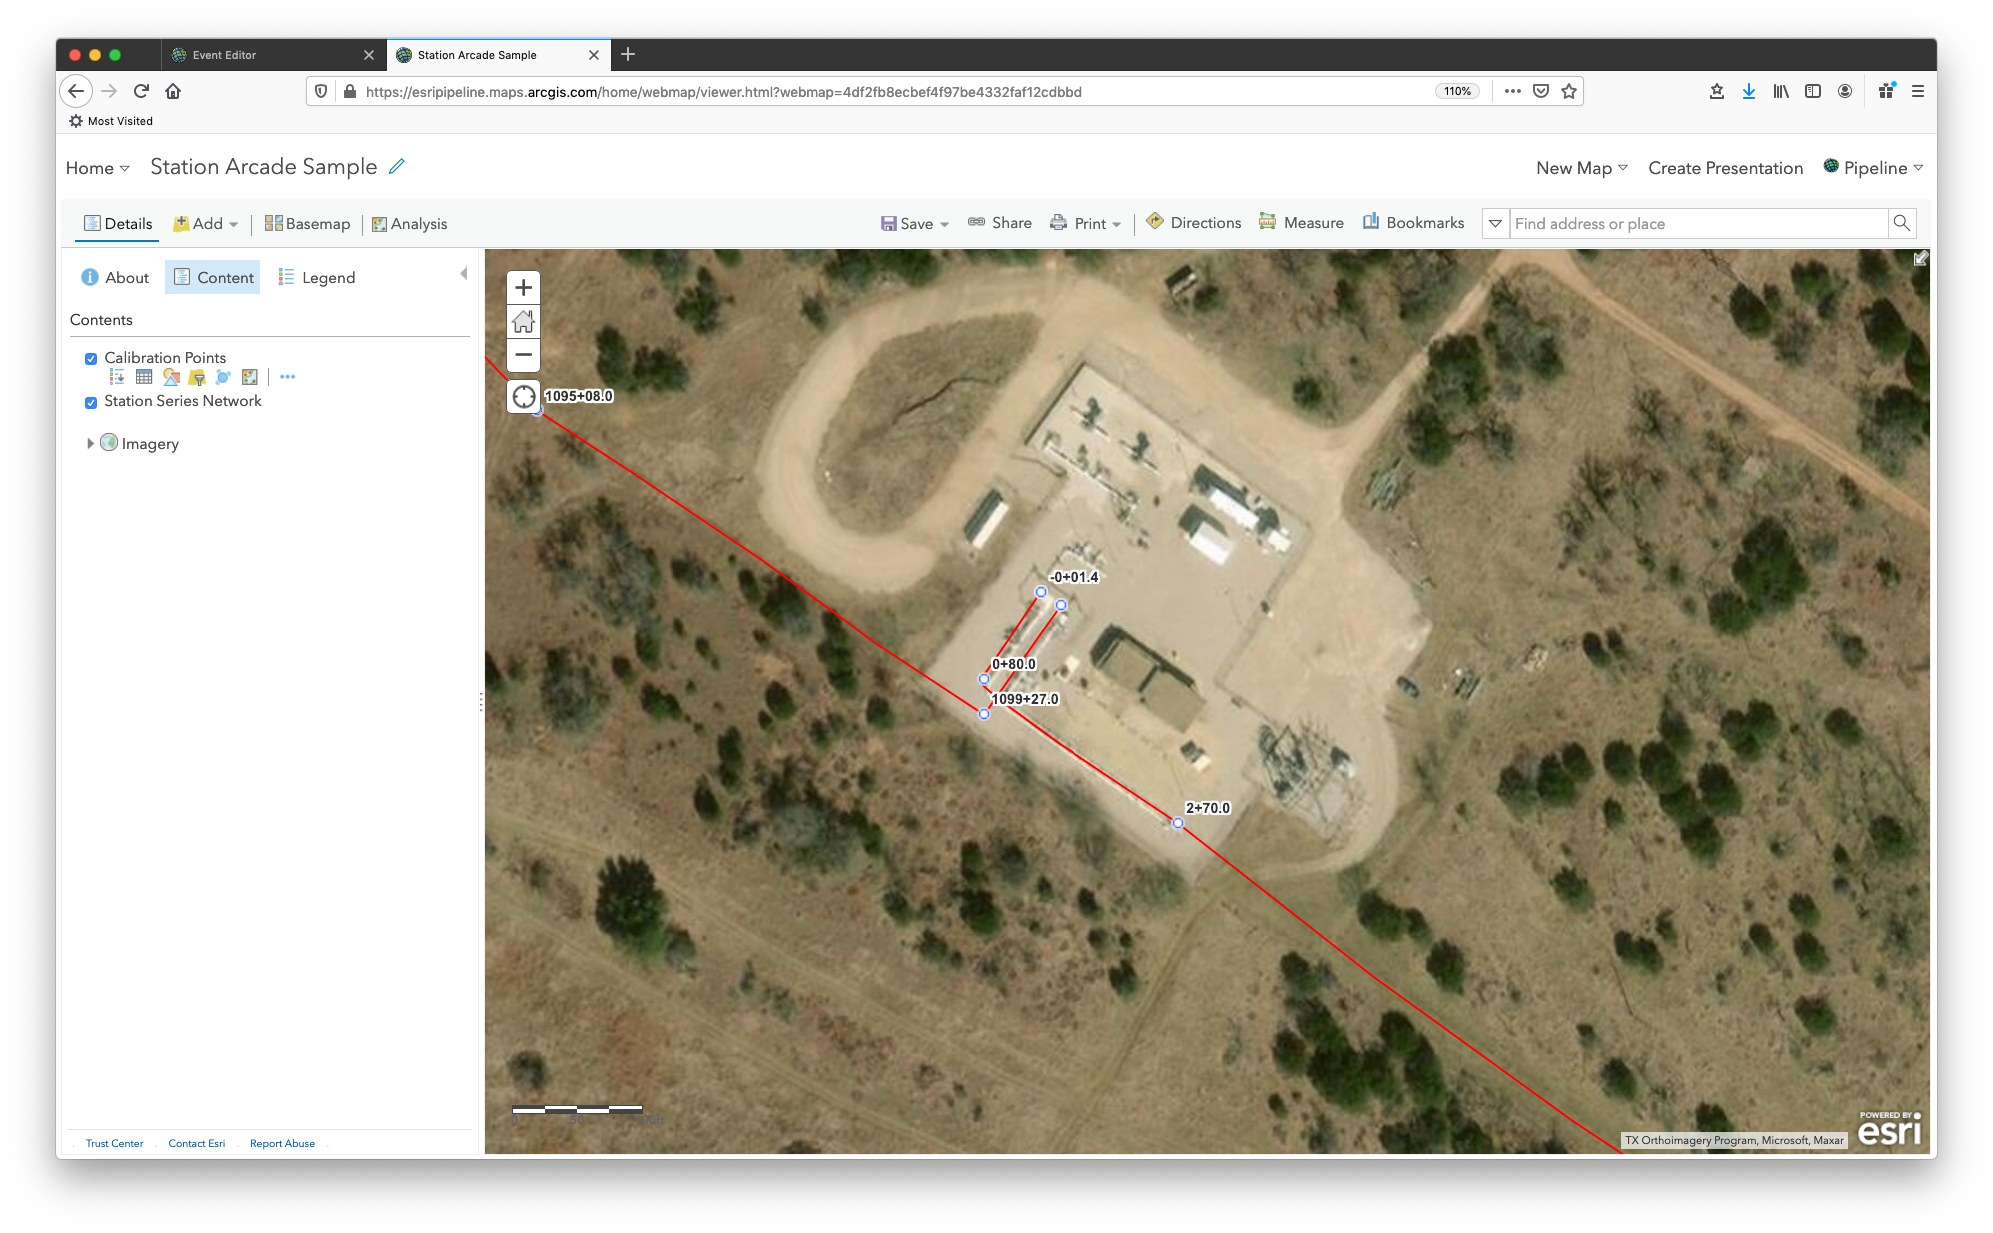 Event Editor
Station Arcade Sample
https://esripipeline.maps.arcgis.com/home/webmap/viewer.html?webmap=4df2fb8ecbef4f97be4332faf12cdbbd
110%
Most Visited
Home
Station Arcade Sample
New Map
Create Presentation
Pipeline
Details
Add
Basemap
Analysis
Save
Share
Print
Directions
Measure
Bookmarks
Find address or place
About
Content
Legend
Contents
Calibration Points
Station Series Network
Imagery
1095+08.0
-0+01.4
0+80.0
1099+27.0
2+70.0
POWERED BY
esri
TX Orthoimagery Program, Microsoft, Maxar
Trust Center
Contact Esri
Report Abuse